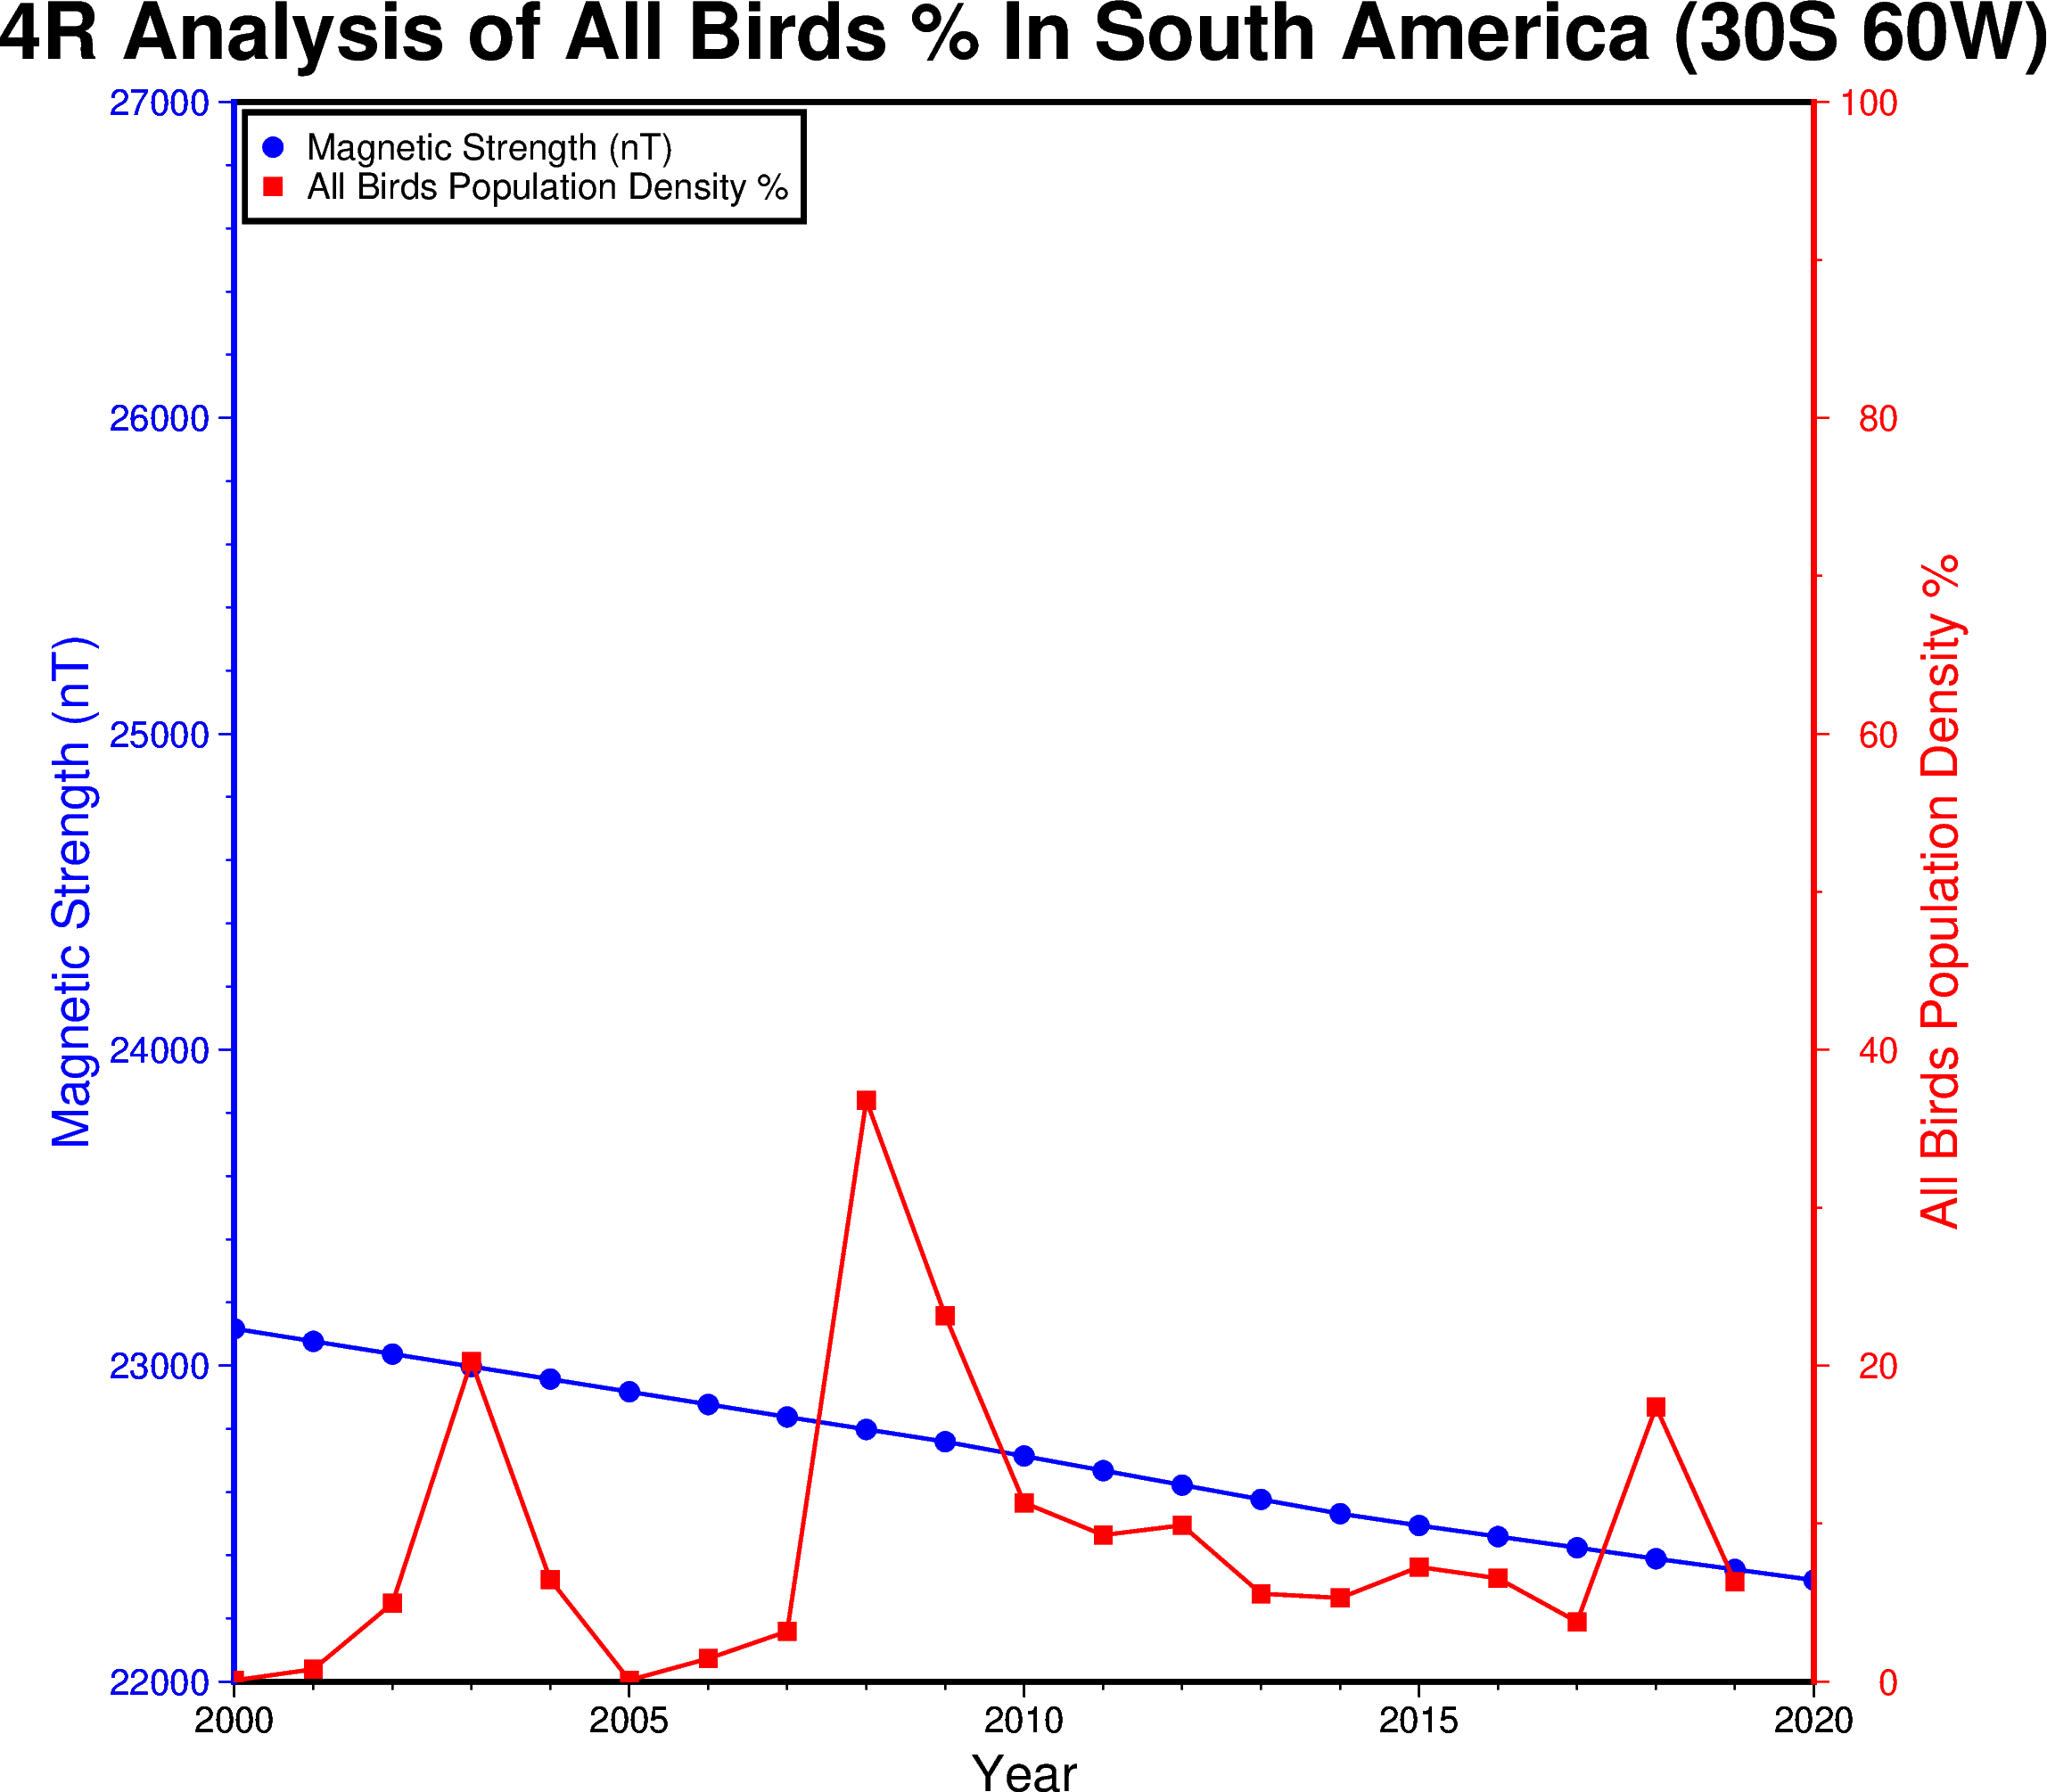 4R Analysis of All Birds % In South America (30S 60W)
Magnetic Strength (nT)
All Birds Population Density %
27000
26000
25000
24000
23000
22000
Magnetic Strength (nT)
100
80
60
40
20
0
All Birds Population Density %
2000 2005 2010 2015 2020
Year